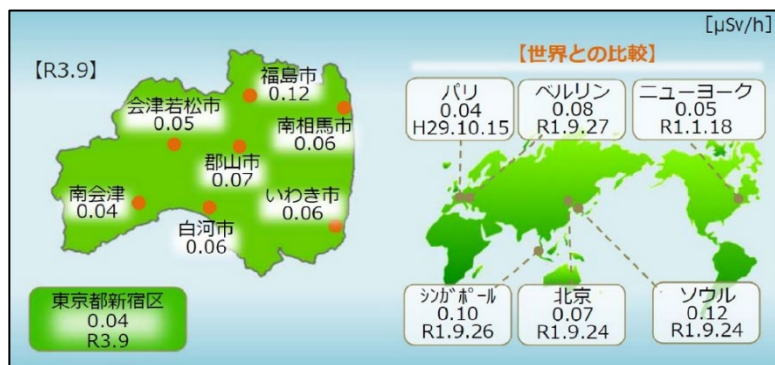 [μSv/h]
【R3.9】
福島市
0.12
会津若松市
0.05
南相馬市
0.06
郡山市
0.07
南会津
0.04
いわき市
0.06
白河市
0.06
東京都新宿区
0.04
R3.9
【世界との比較】
パリ
0.04
H29.10.15
ベルリン
0.08
R1.9.27
ニューヨーク
0.05
R1.1.18
ｼﾝｶﾞﾎﾟｰﾙ
0.10
R1.9.26
北京
0.07
R1.9.24
ソウル
0.12
R1.9.24